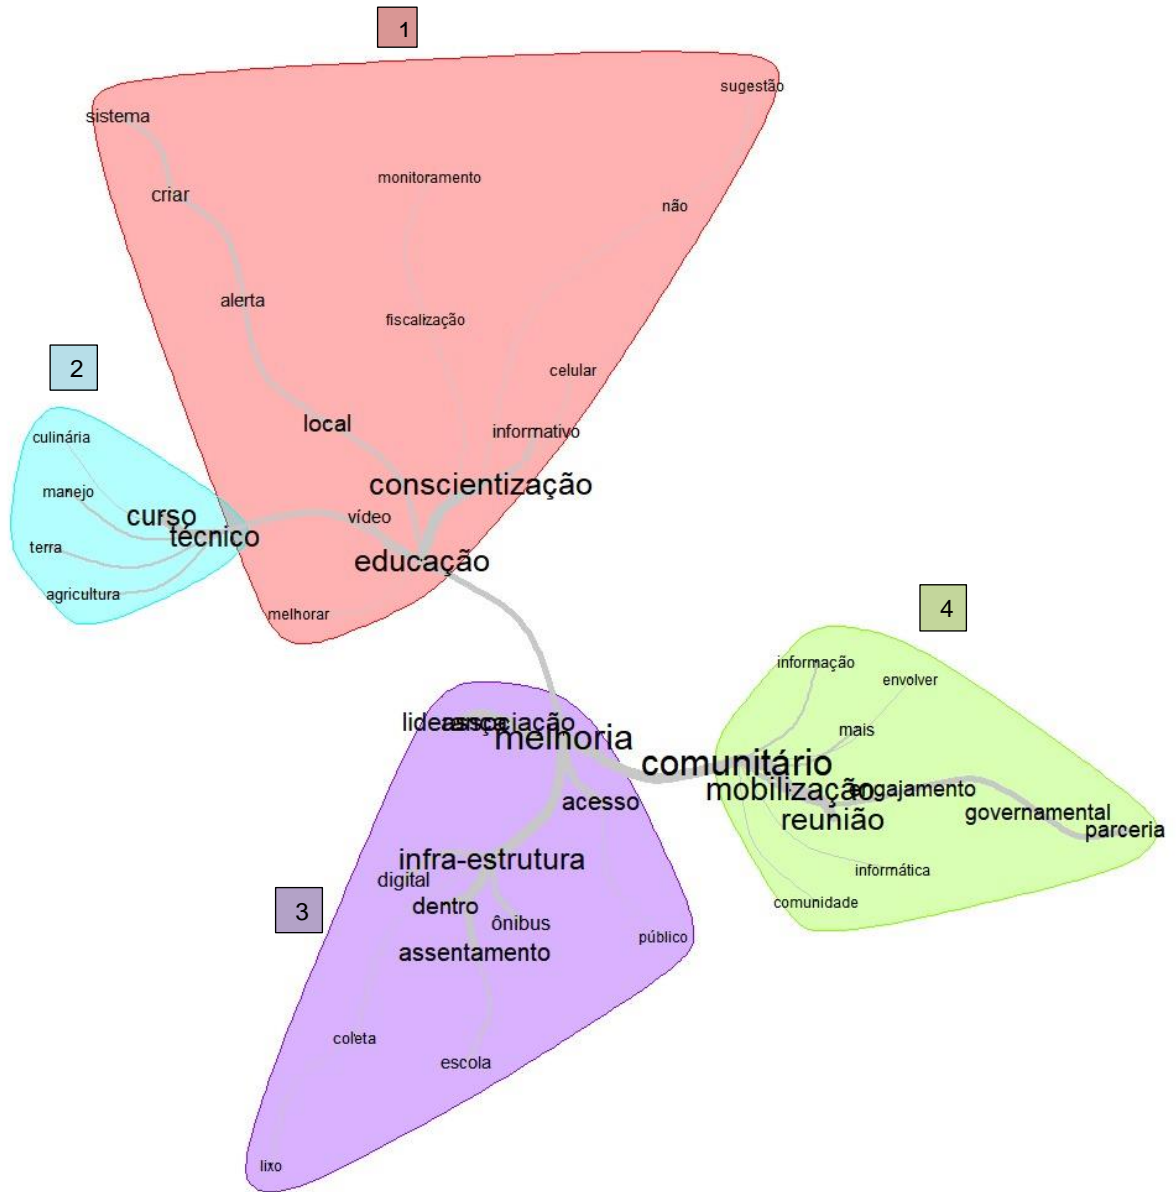 1
sugestão
sistema
monitoramento
criar
não
alerta
fiscalização
celular
local
informativo
conscientização
vídeo
educação
melhorar
2
culinária
manejo
curso
técnico
terra
agricultura
3
liderança
associação
melhoria
acesso
infra-estrutura
digital
dentro
ônibus
assentamento
público
coleta
escola
lixo
4
informação
envolver
mais
comunitário
mobilização
engajamento
reunião
governamental
parceria
informática
comunidade